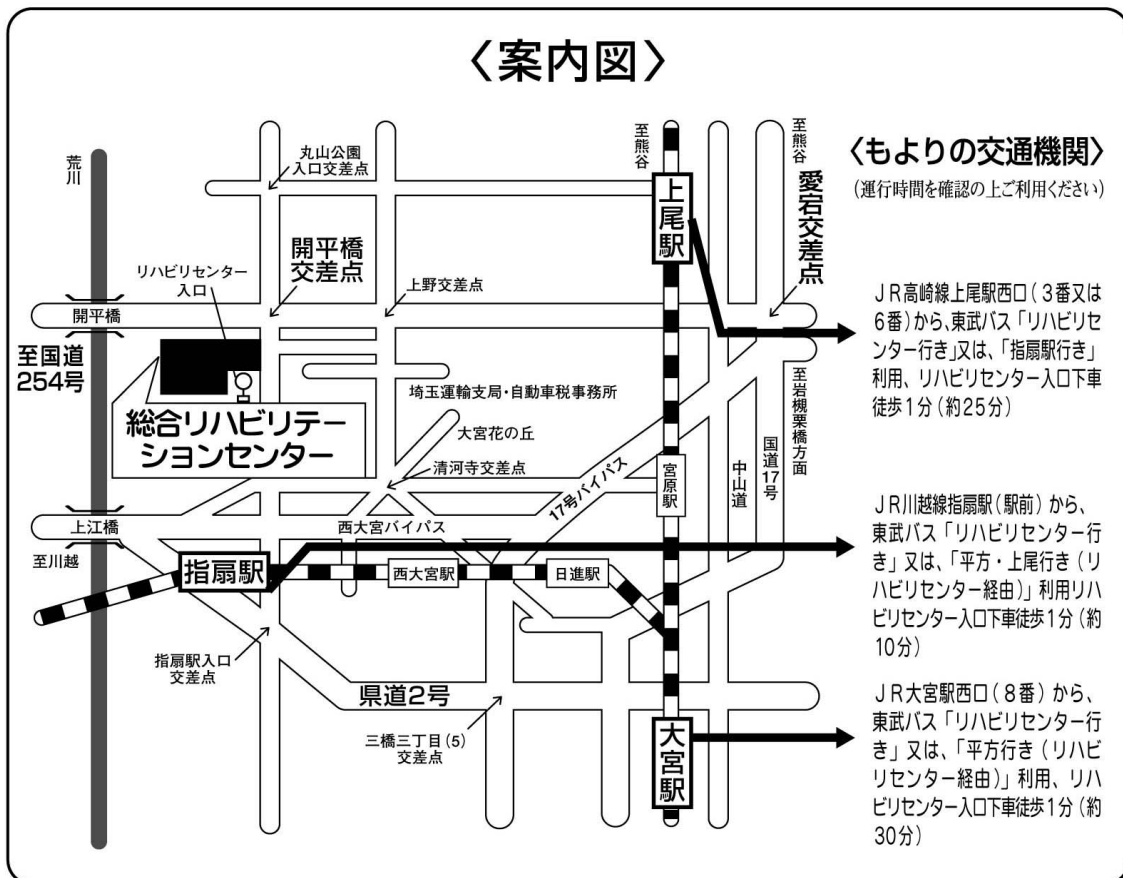 〈案内図〉
至熊谷
至熊谷
荒川
丸山公園
入口交差点
上尾駅
愛宕交差点
開平橋
交差点
リハビリセンター
入口
上野交差点
開平橋
至国道
254号
総合リハビリテー
ションセンター
埼玉運輸支局・自動車税事務所
大宮花の丘
清河寺交差点
17号バイパス
宮原駅
中山道
国道17号
至岩槻栗橋方面
上江橋
至川越
西大宮バイパス
指扇駅
西大宮駅
日進駅
指扇駅入口
交差点
県道2号
三橋三丁目(5)
交差点
大宮駅
〈もよりの交通機関〉
(運行時間を確認の上ご利用ください)
JR高崎線上尾駅西口(3番又は
6番)から、東武バス「リハビリセ
ンター行き」又は、「指扇駅行き」
利用、リハビリセンター入口下車
徒歩1分(約25分)
JR川越線指扇駅(駅前)から、
東武バス「リハビリセンター行
き」又は、「平方・上尾行き(リ
ハビリセンター経由)」利用リハ
ビリセンター入口下車徒歩1分(約
10分)
JR大宮駅西口(8番)から、
東武バス「リハビリセンター行
き」又は、「平方行き(リハビ
リセンター経由)」利用、リハ
ビリセンター入口下車徒歩1分(約
30分)